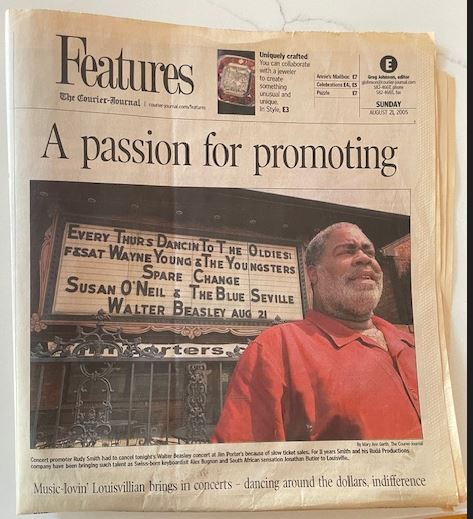 Features
The Courier-Journal | courier-journal.com/features
Uniquely crafted
You can collaborate
with a jeweler
to create
something
unusual and
unique.
In Style, E3
Annie's Mailbox E7
Celebrations E4, E5
Puzzle E7
E
Greg Johnson, editor
582-4667, phone
SUNDAY
AUGUST 21, 2005
A passion for promoting
EVERY THURS DANCIN TO THE OLDIES!
F&SAT WAYNE YOUNG & THE YOUNGSTERS
SPARE CHANGE
SUSAN O'NEIL & THE BLUE SEVILLE
WALTER BEASLEY AUG 21
By Mary Ann Gerth, The Courier-Journal
Concert promoter Rudy Smith had to cancel tonight's Walter Beasley concert at Jim Porter's because of slow ticket sales. For 11 years Smith and his Rudä Productions
company have been bringing such talent as Swiss-born keyboardist Alex Bugnon and South African sensation Jonathan Butler to Louisville.
Music-lovin' Louisvillian brings in concerts – dancing around the dollars, indifference